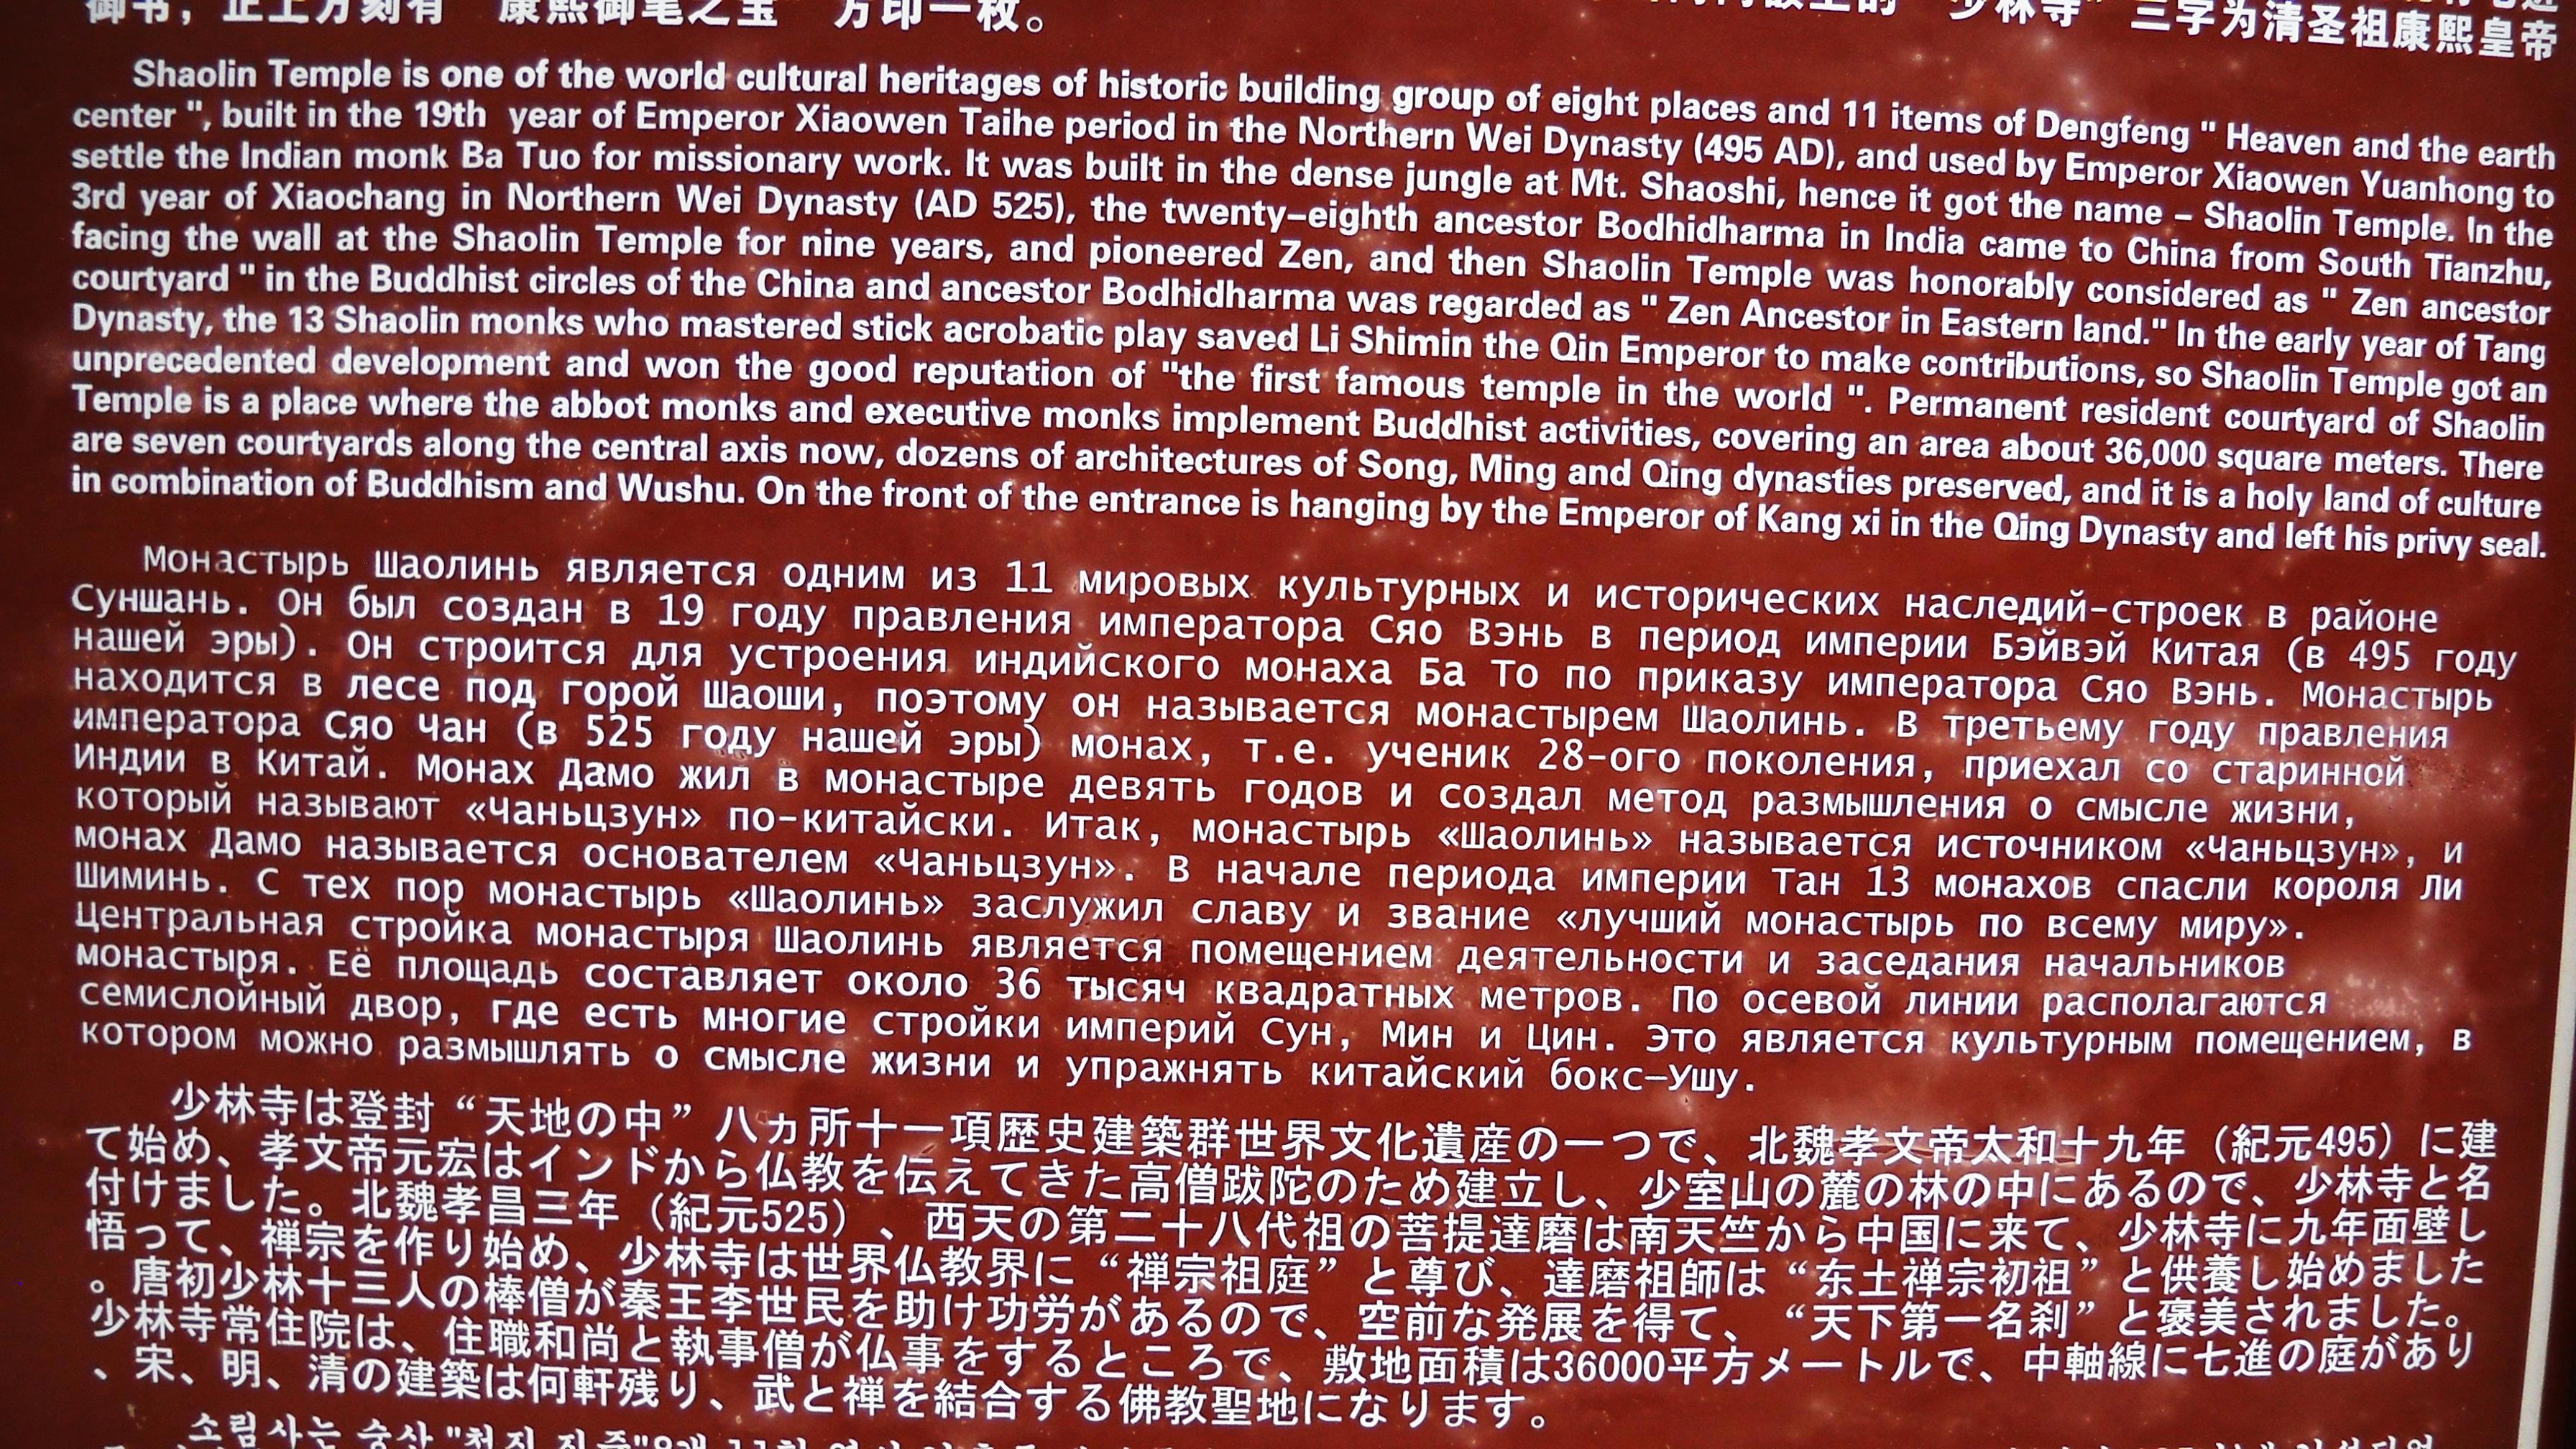 御书，正上方刻有“康熙御笔之宝”方印一枚。
“少林寺”三字为清圣祖康熙皇帝
Shaolin Temple is one of the world cultural heritages of historic building group of eight places and 11 items of Dengfeng " Heaven and the earth
center ", built in the 19th year of Emperor Xiaowen Taihe period in the Northern Wei Dynasty (495 AD), and used by Emperor Xiaowen Yuanhong to
settle the Indian monk Ba Tuo for missionary work. It was built in the dense jungle at Mt. Shaoshi, hence it got the name – Shaolin Temple. In the
3rd year of Xiaochang in Northern Wei Dynasty (AD 525), the twenty–eighth ancestor Bodhidharma in India came to China from South Tianzhu,
facing the wall at the Shaolin Temple for nine years, and pioneered Zen, and then Shaolin Temple was honorably considered as " Zen ancestor
courtyard " in the Buddhist circles of the China and ancestor Bodhidharma was regarded as " Zen Ancestor in Eastern land." In the early year of Tang
Dynasty, the 13 Shaolin monks who mastered stick acrobatic play saved Li Shimin the Qin Emperor to make contributions, so Shaolin Temple got an
unprecedented development and won the good reputation of "the first famous temple in the world ". Permanent resident courtyard of Shaolin
Temple is a place where the abbot monks and executive monks implement Buddhist activities, covering an area about 36,000 square meters. There
are seven courtyards along the central axis now, dozens of architectures of Song, Ming and Qing dynasties preserved, and it is a holy land of culture
in combination of Buddhism and Wushu. On the front of the entrance is hanging by the Emperor of Kang xi in the Qing Dynasty and left his privy seal.
Монастырь Шаолинь является одним из 11 мировых культурных и исторических наследий-строек в районе
Суншань. Он был создан в 19 году правления императора Сяо Вэнь в период империи Бэйвэй Китая (в 495 году
нашей эры). Он строится для устроения индийского монаха Ба То по приказу императора Сяо Вэнь. Монастырь
находится в лесе под горой Шаоши, поэтому он называется монастырем Шаолинь. В третьему году правления
императора Сяо Чан (в 525 году нашей эры) монах, т.е. ученик 28-ого поколения, приехал со старинной
Индии в Китай. Монах Дамо жил в монастыре девять годов и создал метод размышления о смысле жизни,
который называют «Чаньцзун» по-китайски. Итак, монастырь «Шаолинь» называется источником «Чаньцзун», и
монах Дамо называется основателем «Чаньцзун». В начале периода империи Тан 13 монахов спасли короля Ли
Шиминь. С тех пор монастырь «Шаолинь» заслужил славу и звание «лучший монастырь по всему миру».
Центральная стройка монастыря Шаолинь является помещением деятельности и заседания начальников
монастыря. Её площадь составляет около 36 тысяч квадратных метров. По осевой линии располагаются
семислойный двор, где есть многие стройки империй Сун, Мин и Цин. Это является культурным помещением, в
котором можно размышлять о смысле жизни и упражнять китайский бокс—Ушу.
少林寺は登封“天地の中”八ヵ所十一項歴史建築群世界文化遺産の一つで、北魏孝文帝太和十九年（紀元495）に建
て始め、孝文帝元宏はインドから仏教を伝えてきた高僧跋陀のため建立し、少室山の麓の林の中にあるので、少林寺と名
付けました。北魏孝昌三年（紀元525）、西天の第二十八代祖の菩提達磨は南天竺から中国に来て、少林寺に九年面壁し
悟って、禅宗を作り始め、少林寺は世界仏教界に“禅宗祖庭”と尊び、達磨祖師は“东土禅宗初祖”と供養し始めました
。唐初少林十三人の棒僧が秦王李世民を助け功労があるので、空前な発展を得て、“天下第一名刹”と褒美されました。
少林寺常住院は、住職和尚と執事僧が仏事をするところで、敷地面積は36000平方メートルで、中軸線に七進の庭があり
、宋、明、清の建築は何軒残り、武と禅を結合する佛教聖地になります。
소림사는 숭산